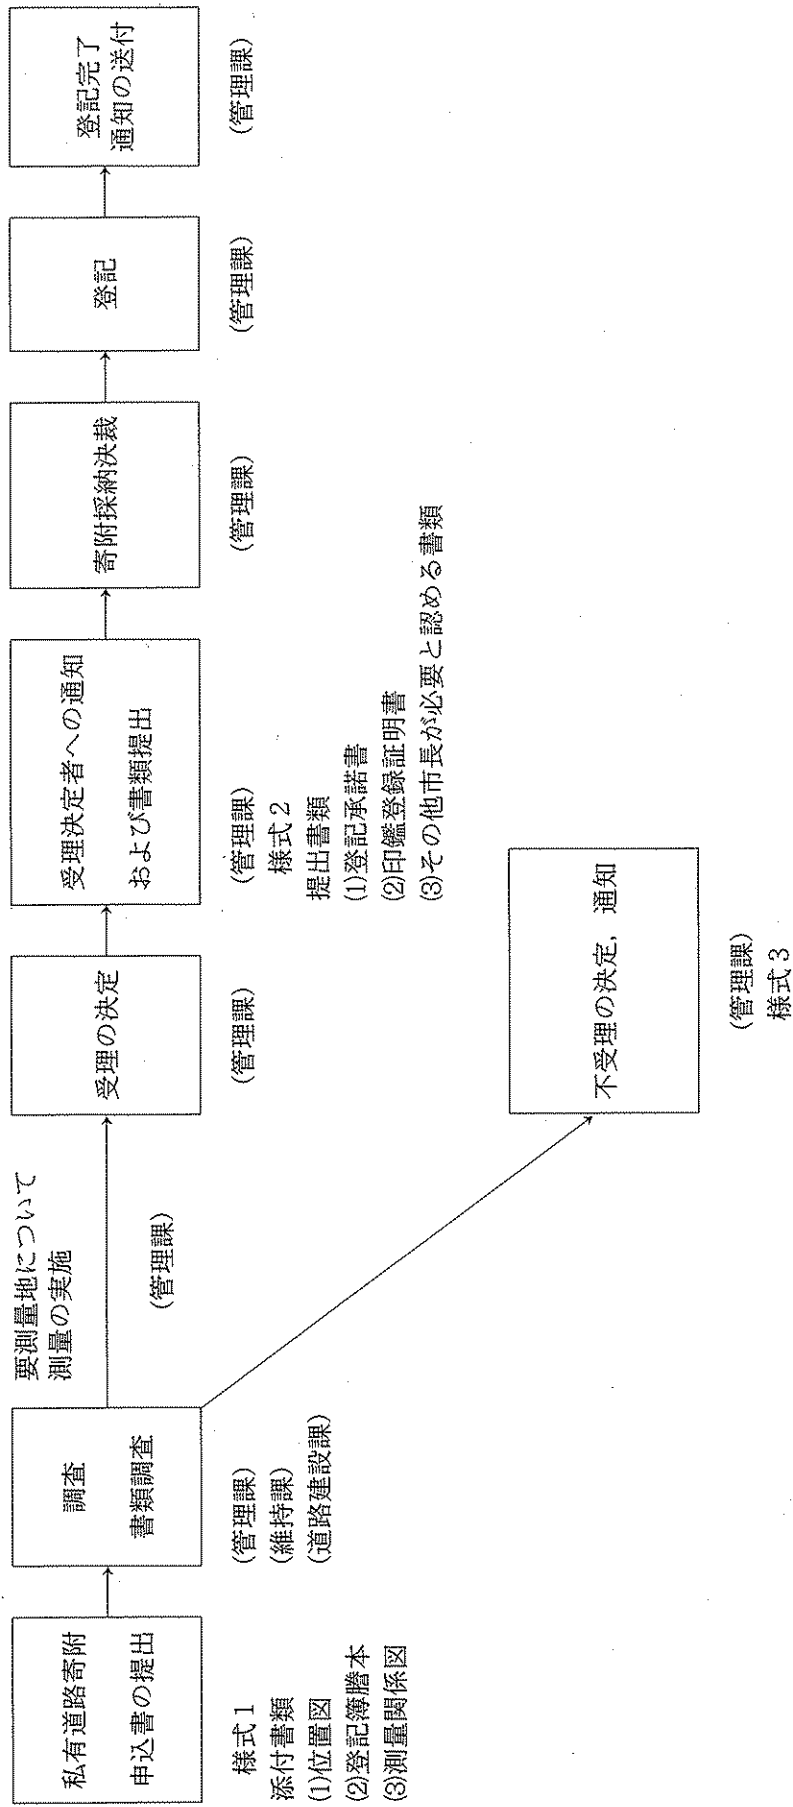 私有道路寄附
申込書の提出
様式1
添付書類
(1)位置図
(2)登記簿謄本
(3)測量関係図
調査
書類調査
(管理課)
(維持課)
(道路建設課)
要測量地について
測量の実施
(管理課)
受理の決定
(管理課)
受理決定者への通知
および書類提出
(管理課)
様式2
提出書類
(1)登記承諾書
(2)印鑑登録証明書
(3)その他市長が必要と認める書類
寄附採納決裁
(管理課)
登記
(管理課)
登記完了
通知の送付
(管理課)
不受理の決定，通知
(管理課)
様式3